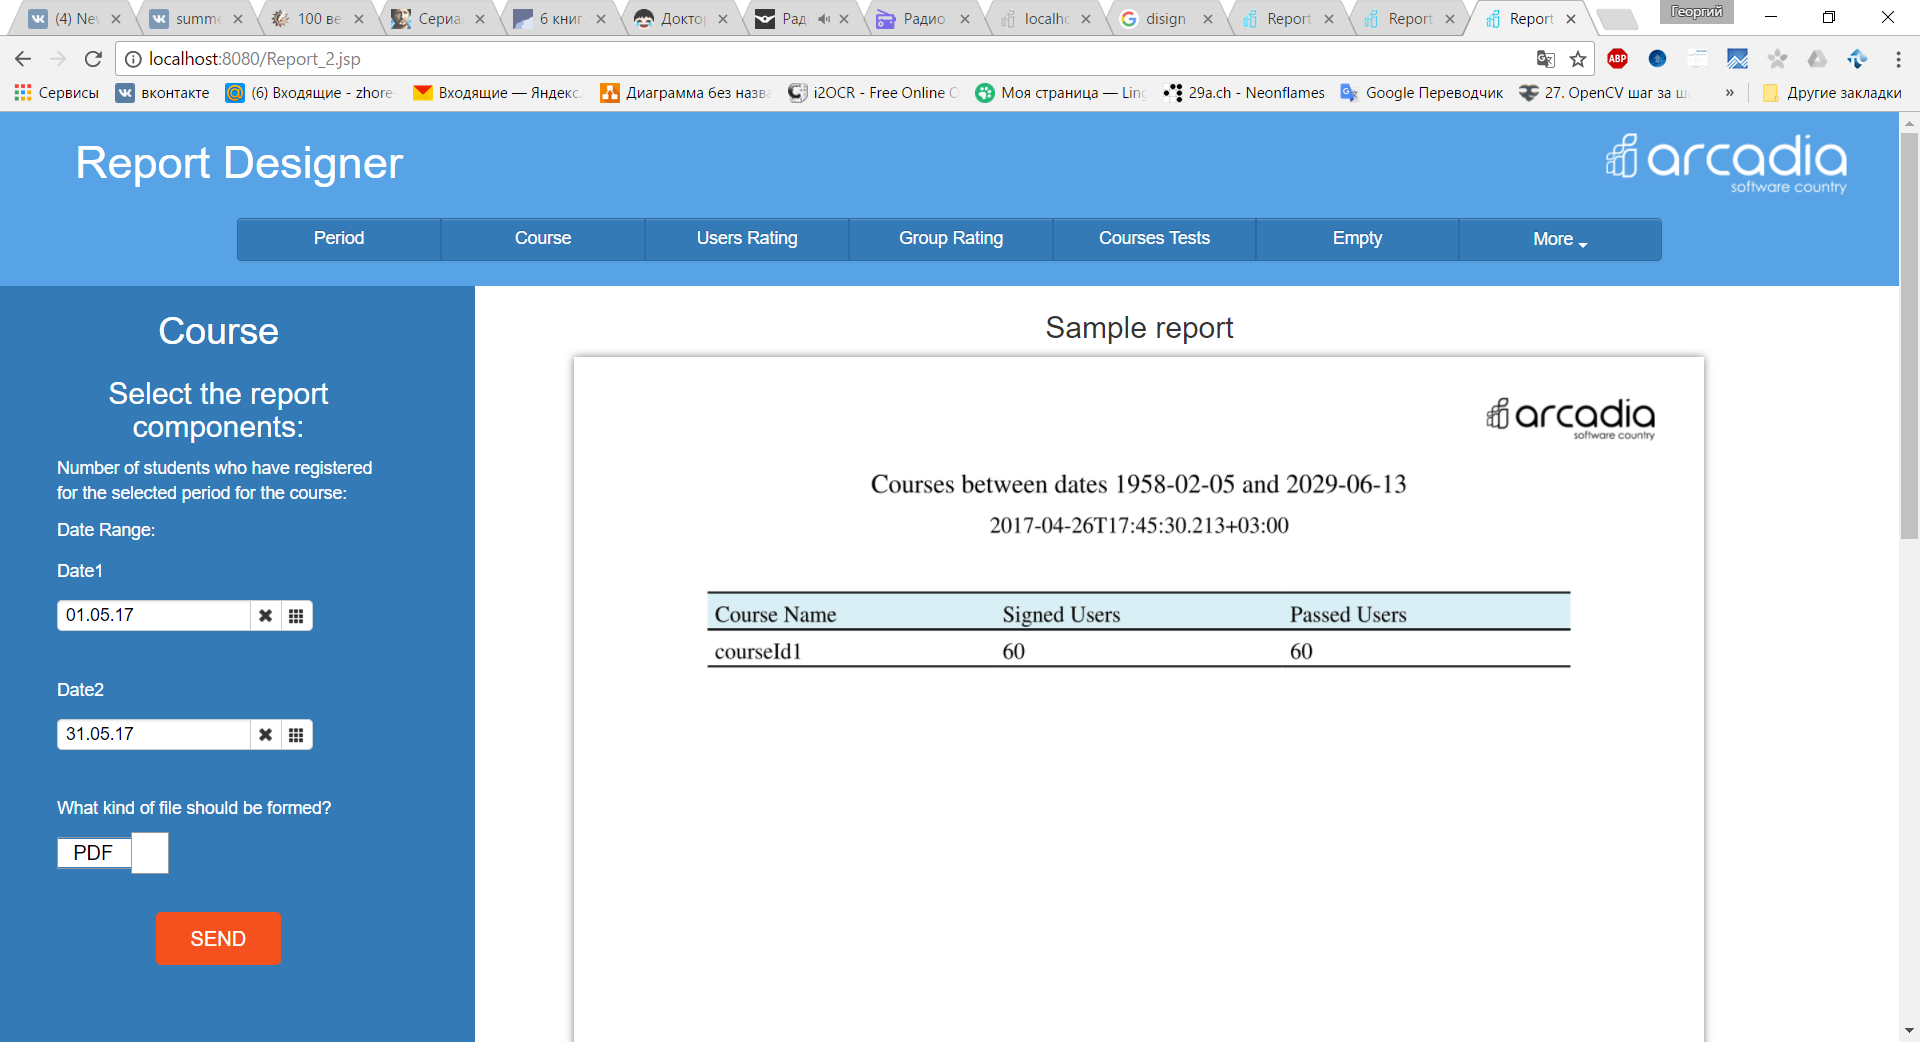 (4) Ne
summe
100 ве
Сериа
6 книг
Докто
Рад
Радио
localho
disign
Report
Report
Report
Георгий
localhost:8080/Report_2.jsp
ABP
Сервисы
вконтакте
(6) Входящие - zhore
Входящие — Яндекс.
Диаграмма без назва
i2OCR - Free Online O
Моя страница — Ling
29a.ch - Neonflames
Google Переводчик
27. OpenCV шаг за ш
»
Другие закладки
Report Designer
arcadia
software country
Period
Course
Users Rating
Group Rating
Courses Tests
Empty
More
Course
Select the report
components:
Number of students who have registered
for the selected period for the course:
Date Range:
Date1
01.05.17
Date2
31.05.17
What kind of file should be formed?
PDF
SEND
Sample report
arcadia
software country
Courses between dates 1958-02-05 and 2029-06-13
2017-04-26T17:45:30.213+03:00
Course Name Signed Users Passed Users
courseId1 60 60